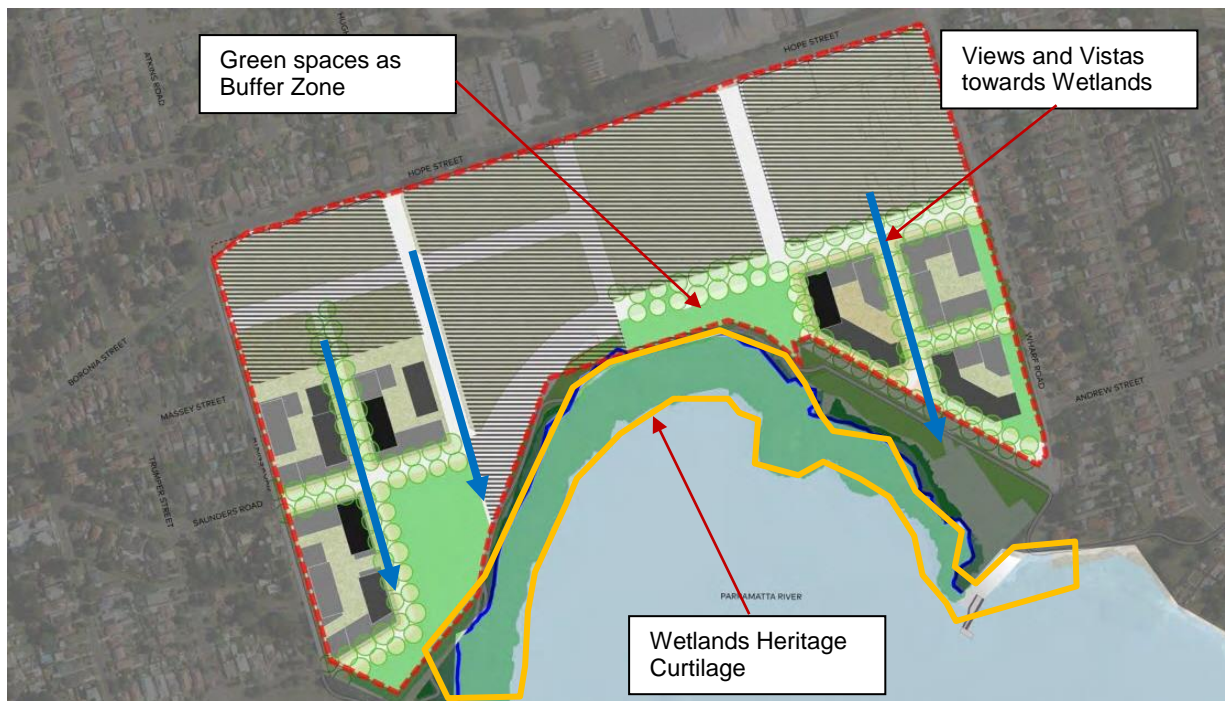 Green spaces as
Buffer Zone
Views and Vistas
towards Wetlands
HOPE STREET
ATKINS ROAD
HOPE STREET
BORONIA STREET
MASSEY STREET
TRUMPER STREET
SAUNDERS ROAD
WHARF ROAD
ANDREW STREET
PARRAMATTA RIVER
Wetlands Heritage
Curtilage